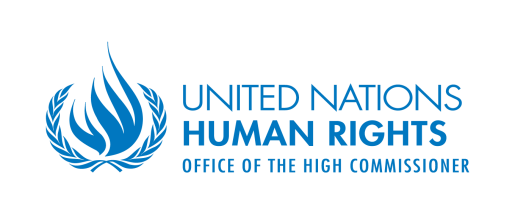 UNITED NATIONS
HUMAN RIGHTS
OFFICE OF THE HIGH COMMISSIONER